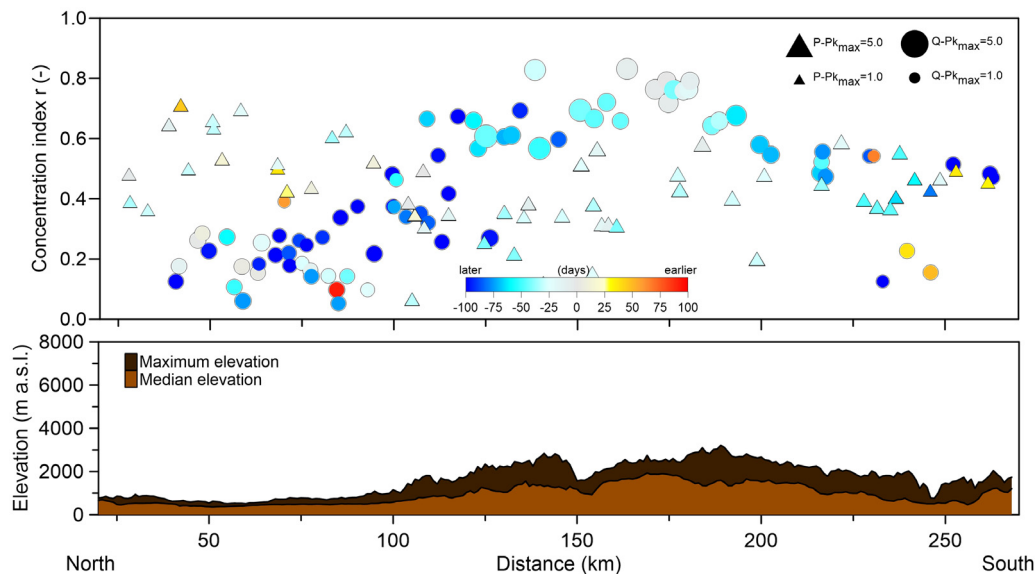 Concentration index r (-)
1.0
0.8
0.6
0.4
0.2
0.0
P-Pkmax=5.0
Q-Pkmax=5.0
P-Pkmax=1.0
Q-Pkmax=1.0
later (days) earlier
-100 -75 -50 -25 0 25 50 75 100
Elevation (m a.s.l.)
8000
6000
4000
2000
0
Maximum elevation
Median elevation
50 100 150 200 250
North Distance (km) South